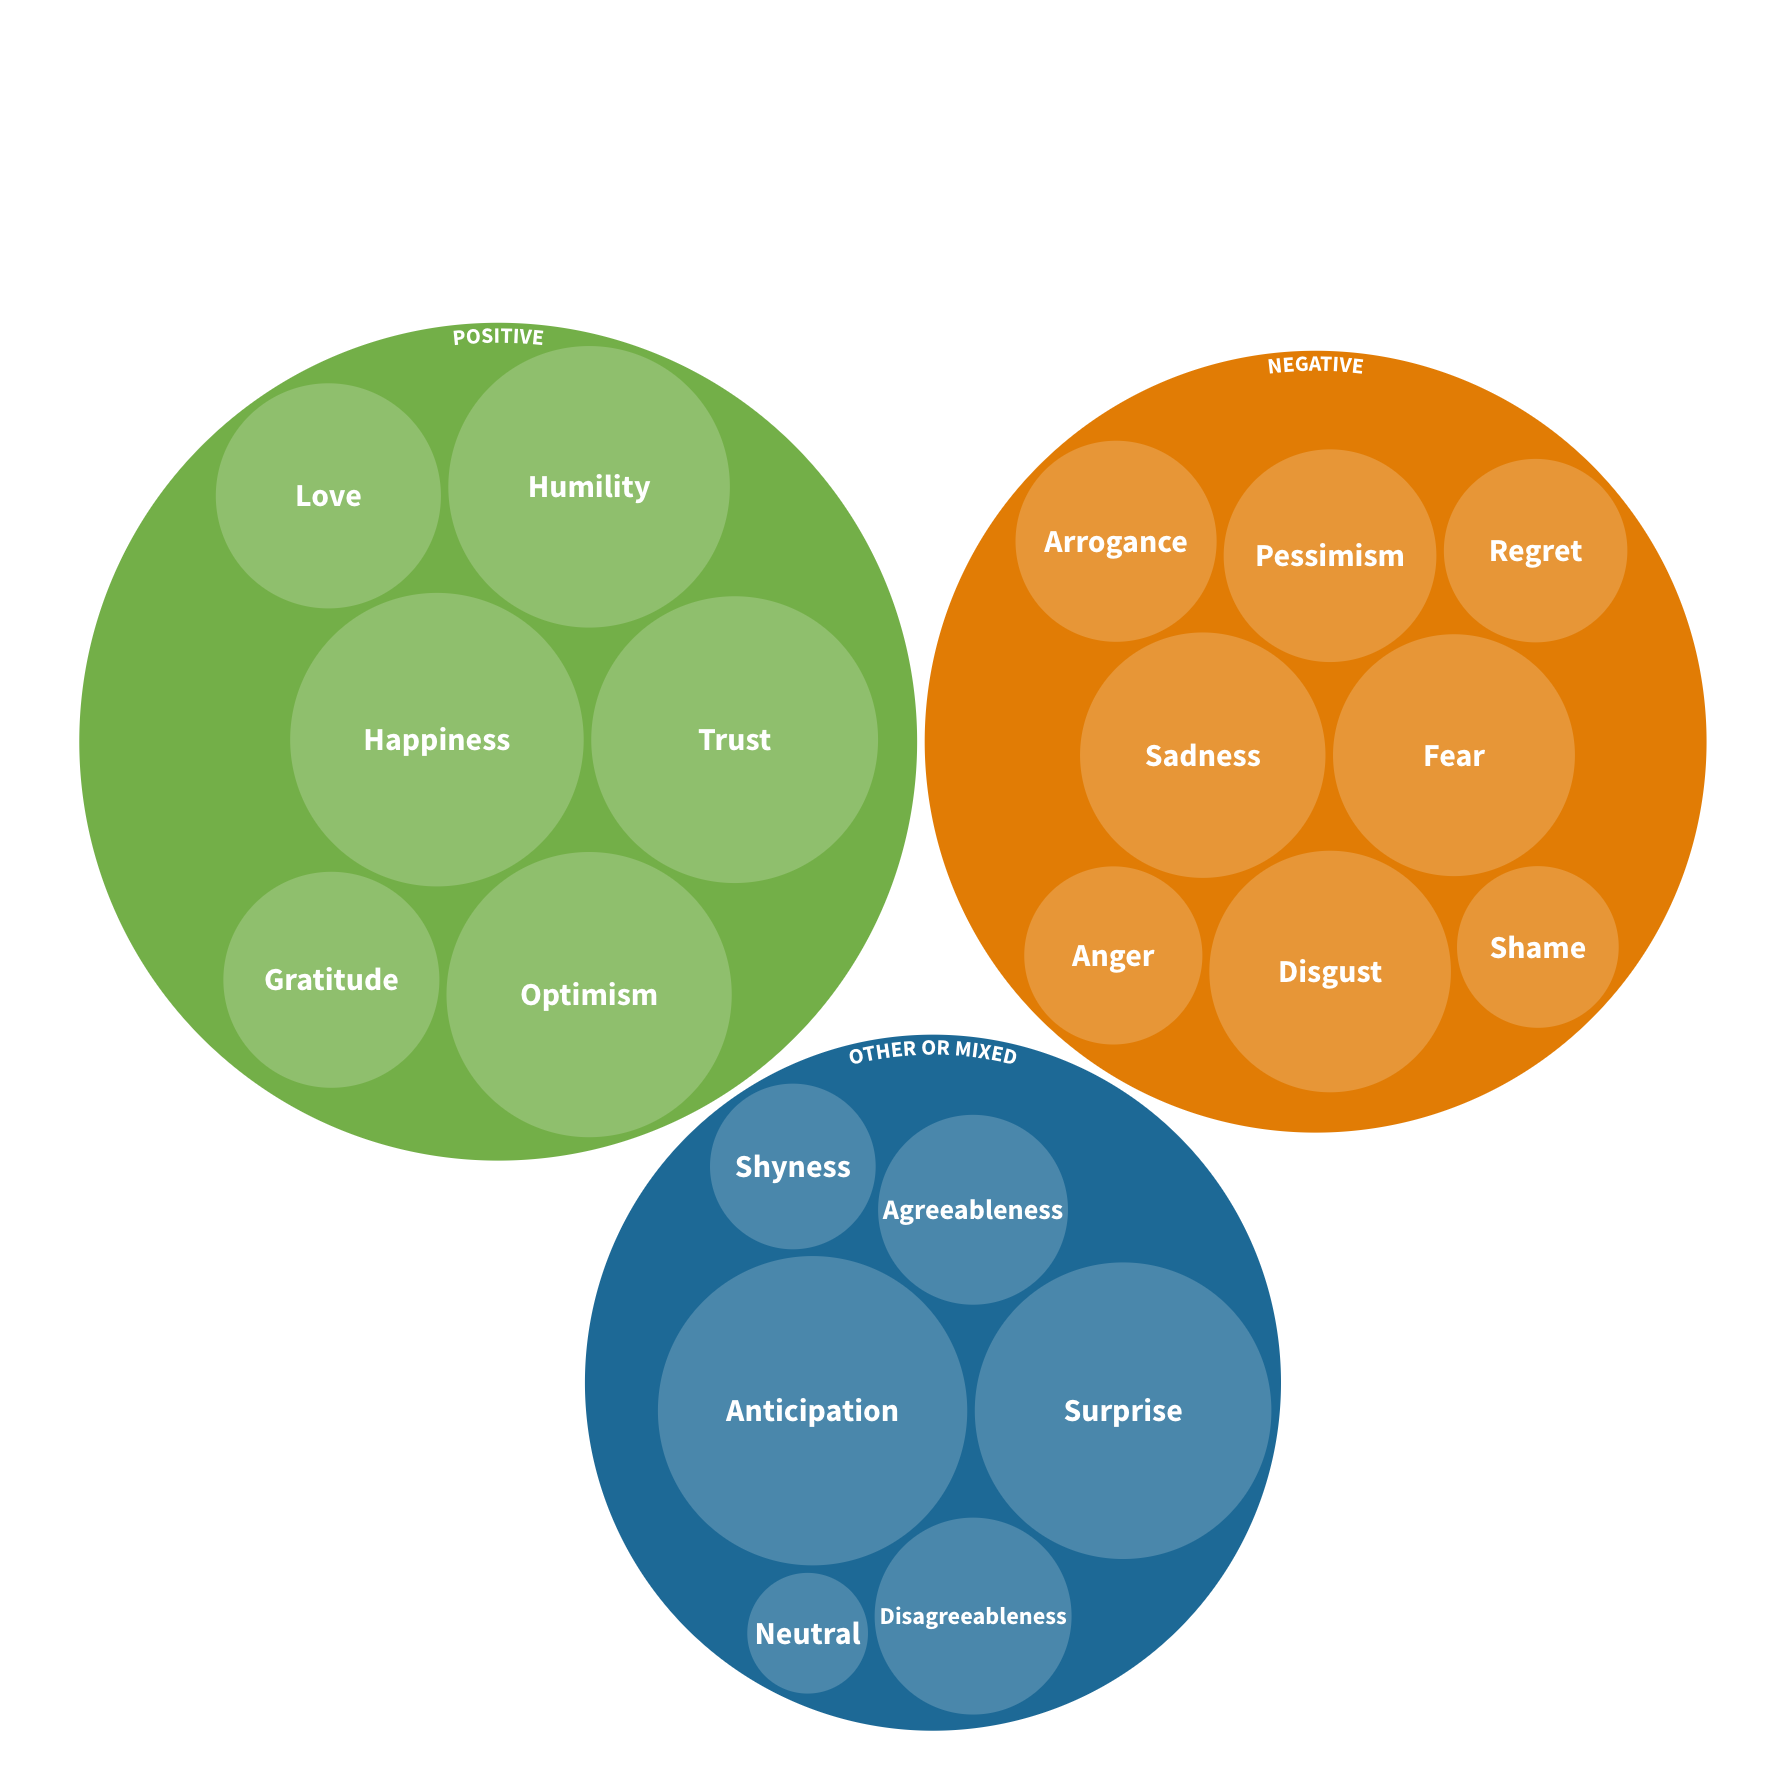 POSITIVE
Love
Humility
Happiness
Trust
Gratitude
Optimism
NEGATIVE
Arrogance
Pessimism
Regret
Sadness
Fear
Anger
Disgust
Shame
OTHER OR MIXED
Shyness
Agreeableness
Anticipation
Surprise
Neutral
Disagreeableness